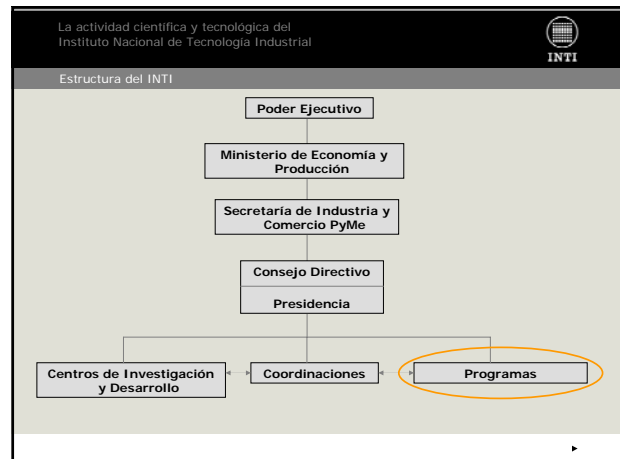 La actividad científica y tecnológica del
Instituto Nacional de Tecnología Industrial
INTI
Estructura del INTI
Poder Ejecutivo
Ministerio de Economía y
Producción
Secretaría de Industria y
Comercio PyMe
Consejo Directivo
Presidencia
Centros de Investigación
y Desarrollo
Coordinaciones
Programas